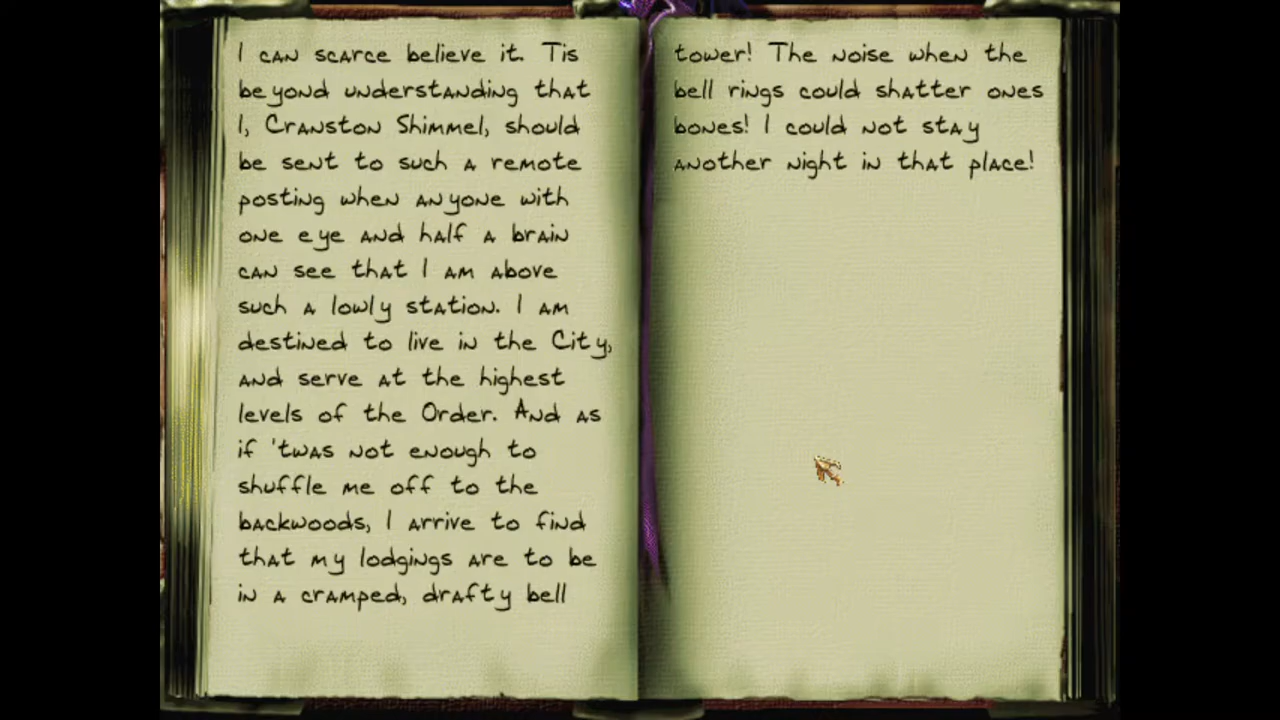 I can scarce believe it. Tis
beyond understanding that
I, Cranston Shimmel, should
be sent to such a remote
posting when anyone with
one eye and half a brain
can see that I am above
such a lowly station. I am
destined to live in the City,
and serve at the highest
levels of the Order. And as
if 'twas not enough to
shuffle me off to the
backwoods, I arrive to find
that my lodgings are to be
in a cramped, drafty bell
tower! The noise when the
bell rings could shatter ones
bones! I could not stay
another night in that place!